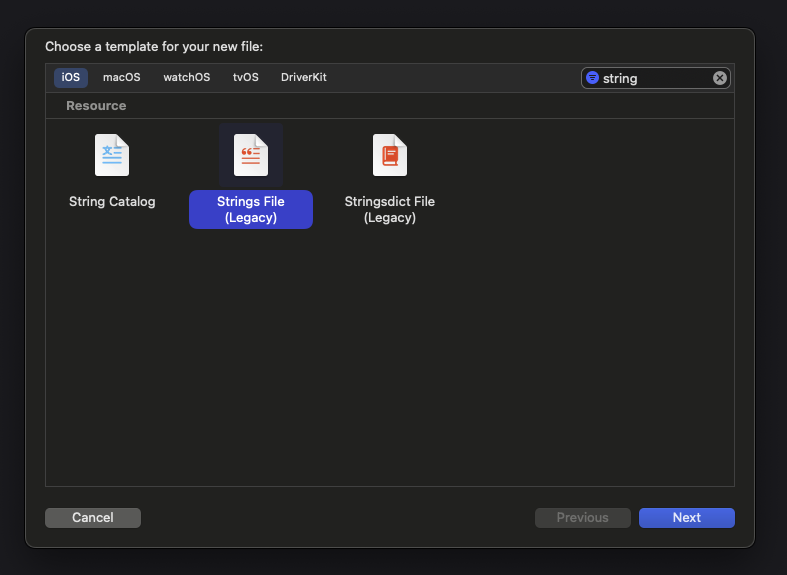 Choose a template for your new file:
iOS macOS watchOS tvOS DriverKit string
Resource
String Catalog
Strings File
(Legacy)
Stringsdict File
(Legacy)
Cancel Previous Next